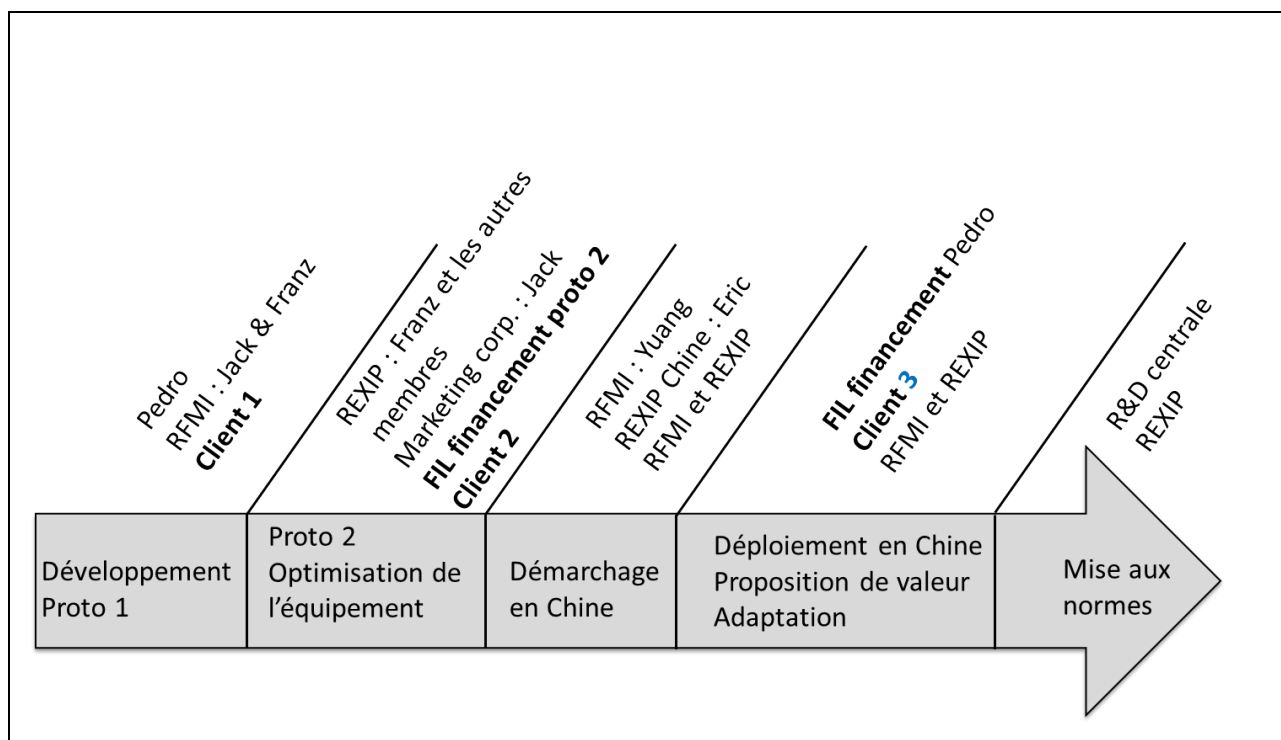 Pedro
RFMI : Jack & Franz
Client 1
REXIP : Franz et les autres
membres
Marketing corp. : Jack
FIL financement proto 2
Client 2
RFMI : Yuang
REXIP Chine : Eric
RFMI et REXIP
FIL financement Pedro
Client 3
RFMI et REXIP
R&D centrale
REXIP
Développement
Proto 1
Proto 2
Optimisation de
l’équipement
Démarchage
en Chine
Déploiement en Chine
Proposition de valeur
Adaptation
Mise aux
normes